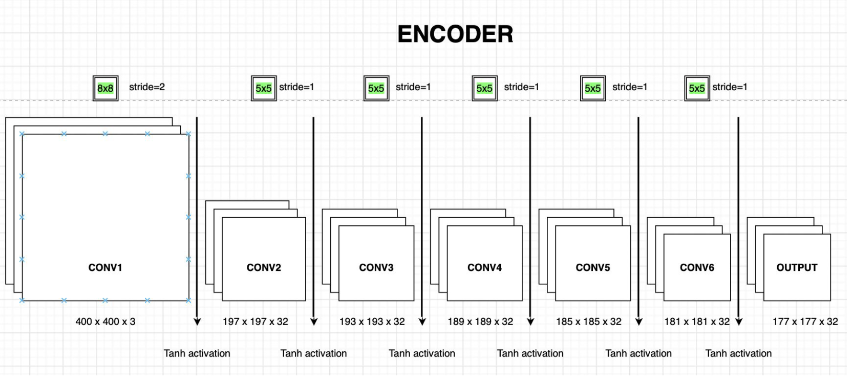 ENCODER
8x8 stride=2 5x5 stride=1 5x5 stride=1 5x5 stride=1 5x5 stride=1 5x5 stride=1
CONV1 CONV2 CONV3 CONV4 CONV5 CONV6 OUTPUT
400 x 400 x 3 197 x 197 x 32 193 x 193 x 32 189 x 189 x 32 185 x 185 x 32 181 x 181 x 32 177 x 177 x 32
Tanh activation Tanh activation Tanh activation Tanh activation Tanh activation Tanh activation